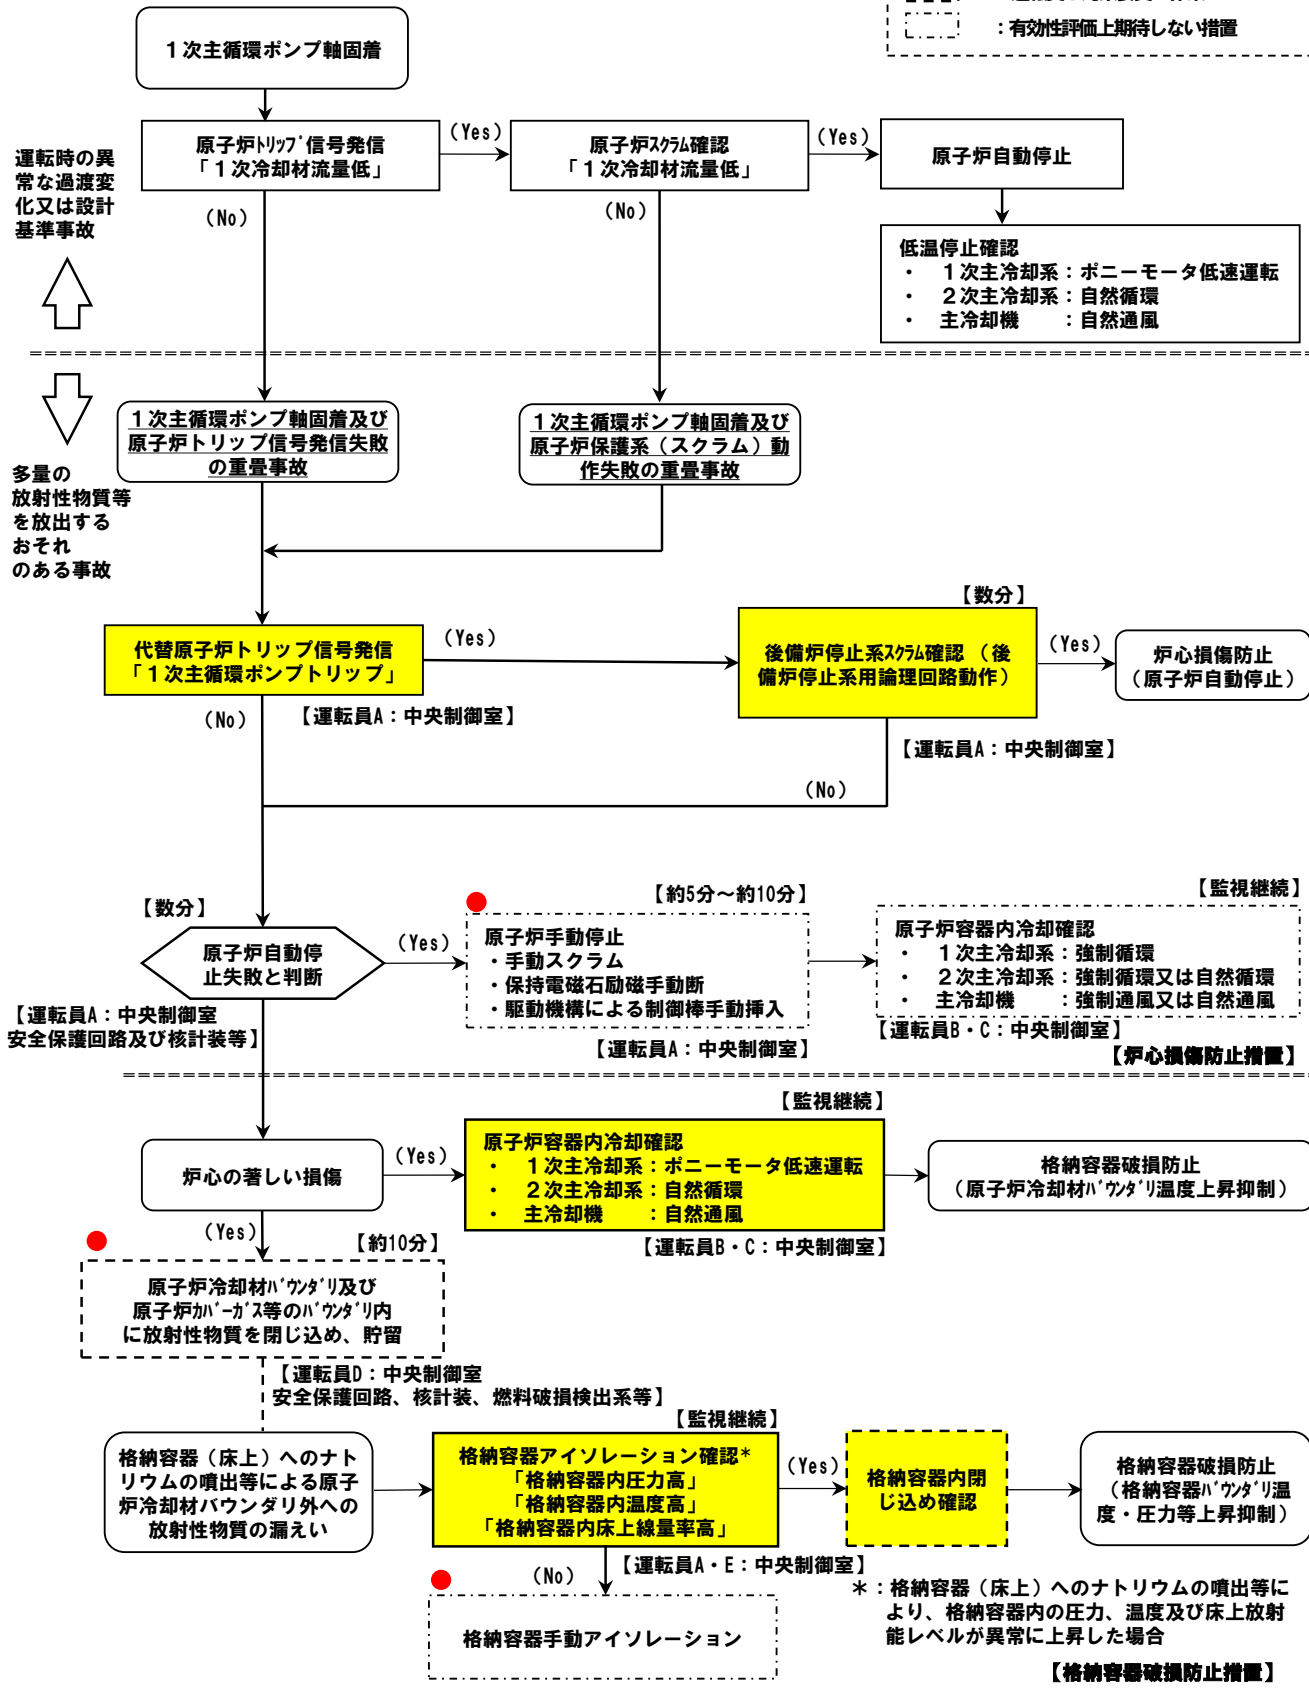 ：有効性評価上期待しない措置
１次主循環ポンプ軸固着
原子炉ﾄﾘｯﾌﾟ信号発信
「１次冷却材流量低」
（Yes）
原子炉ｽｸﾗﾑ確認
「１次冷却材流量低」
（Yes）
原子炉自動停止
運転時の異
常な過渡変
化又は設計
基準事故
（No）
（No）
低温停止確認
・　１次主冷却系：ポニーモータ低速運転
・　２次主冷却系：自然循環
・　主冷却機　　：自然通風
１次主循環ポンプ軸固着及び
原子炉トリップ信号発信失敗
の重畳事故
１次主循環ポンプ軸固着及び
原子炉保護系（スクラム）動
作失敗の重畳事故
多量の
放射性物質等
を放出する
おそれ
のある事故
【数分】
代替原子炉トリップ信号発信
「１次主循環ポンプトリップ」
（Yes）
後備炉停止系ｽｸﾗﾑ確認（後
備炉停止系用論理回路動作）
（Yes）
炉心損傷防止
（原子炉自動停止）
（No）
【運転員A：中央制御室】
【運転員A：中央制御室】
（No）
【数分】
原子炉自動停
止失敗と判断
（Yes）
【運転員A：中央制御室
安全保護回路及び核計装等】
【約5分～約10分】
原子炉手動停止
・手動スクラム
・保持電磁石励磁手動断
・駆動機構による制御棒手動挿入
【運転員A：中央制御室】
【監視継続】
原子炉容器内冷却確認
・　１次主冷却系：強制循環
・　２次主冷却系：強制循環又は自然循環
・　主冷却機　　：強制通風又は自然通風
【運転員B・C：中央制御室】
【炉心損傷防止措置】
【監視継続】
炉心の著しい損傷
（Yes）
原子炉容器内冷却確認
・　１次主冷却系：ポニーモータ低速運転
・　２次主冷却系：自然循環
・　主冷却機　　：自然通風
格納容器破損防止
（原子炉冷却材ﾊﾞｳﾝﾀﾞﾘ温度上昇抑制）
【運転員B・C：中央制御室】
（Yes）
【約10分】
原子炉冷却材ﾊﾞｳﾝﾀﾞﾘ及び
原子炉ｶﾊﾞｰｶﾞｽ等のﾊﾞｳﾝﾀﾞﾘ内
に放射性物質を閉じ込め、貯留
【運転員D：中央制御室
安全保護回路、核計装、燃料破損検出系等】
【監視継続】
格納容器（床上）へのナト
リウムの噴出等による原子
炉冷却材バウンダリ外への
放射性物質の漏えい
格納容器アイソレーション確認＊
「格納容器内圧力高」
「格納容器内温度高」
「格納容器内床上線量率高」
（Yes）
格納容器内閉
じ込め確認
格納容器破損防止
（格納容器ﾊﾞｳﾝﾀﾞﾘ温
度・圧力等上昇抑制）
（No）
【運転員A・E：中央制御室】
格納容器手動アイソレーション
＊：格納容器（床上）へのナトリウムの噴出等に
より、格納容器内の圧力、温度及び床上放射
能レベルが異常に上昇した場合
【格納容器破損防止措置】